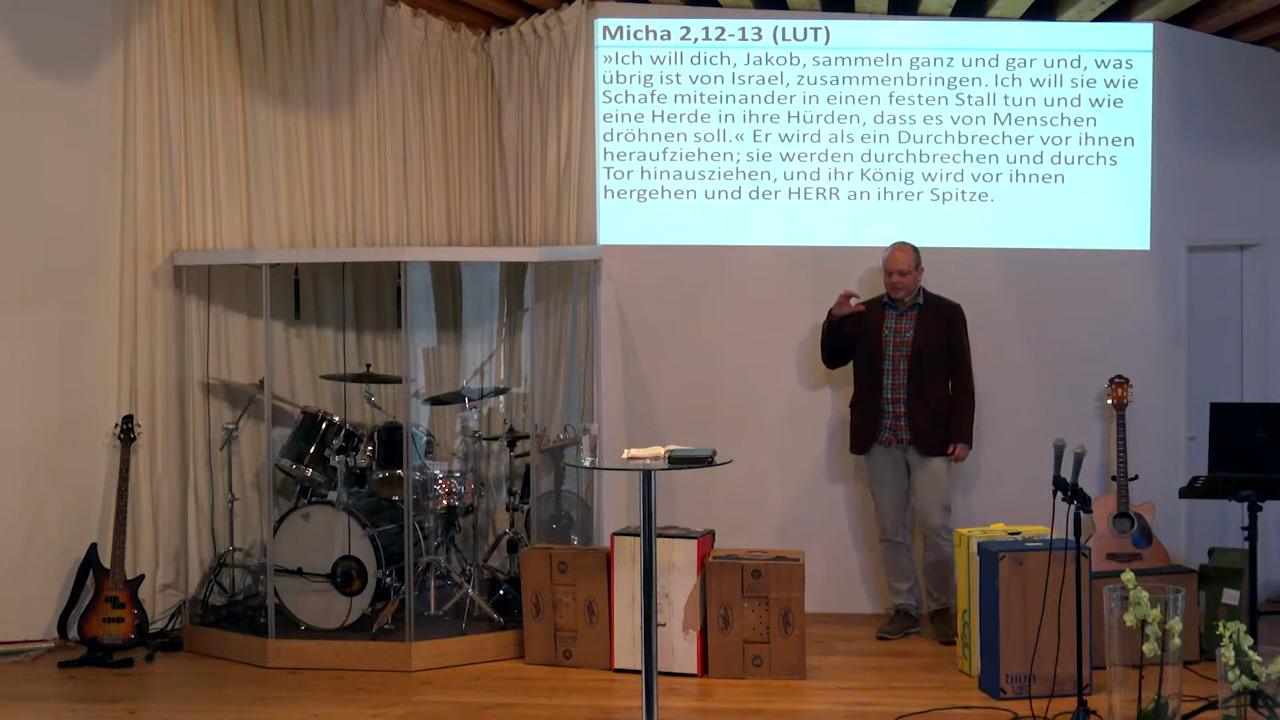 Micha 2,12-13 (LUT)
»Ich will dich, Jakob, sammeln ganz und gar und, was
übrig ist von Israel, zusammenbringen. Ich will sie wie
Schafe miteinander in einen festen Stall tun und wie
eine Herde in ihre Hürden, dass es von Menschen
dröhnen soll.« Er wird als ein Durchbrecher vor ihnen
heraufziehen; sie werden durchbrechen und durchs
Tor hinausziehen, und ihr König wird vor ihnen
hergehen und der HERR an ihrer Spitze.